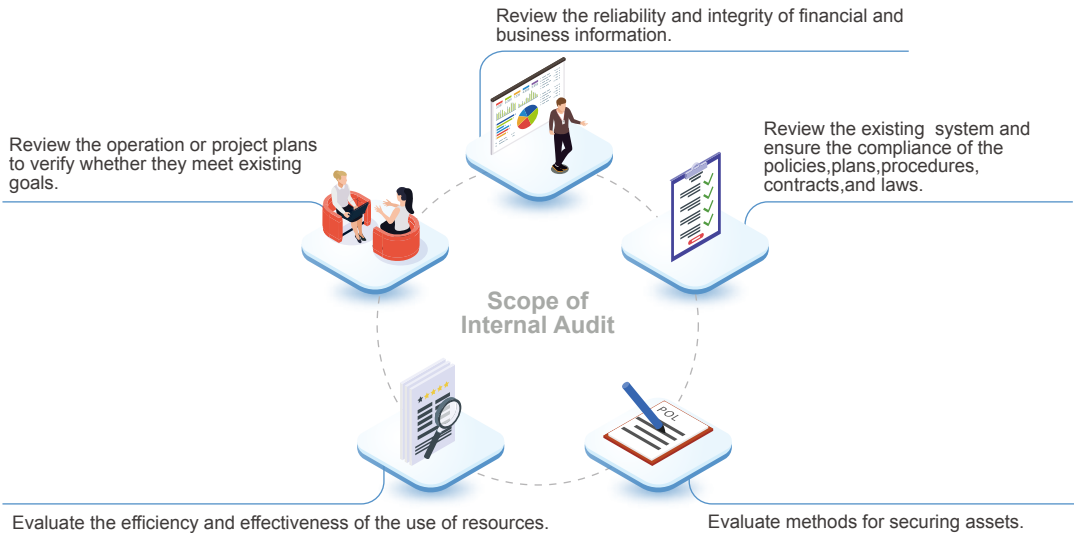 Review the reliability and integrity of financial and
business information.
Review the operation or project plans
to verify whether they meet existing
goals.
Review the existing  system and
ensure the compliance of the
policies,plans,procedures,
contracts,and laws.
Scope of
Internal Audit
POL
Evaluate the efficiency and effectiveness of the use of resources.
Evaluate methods for securing assets.